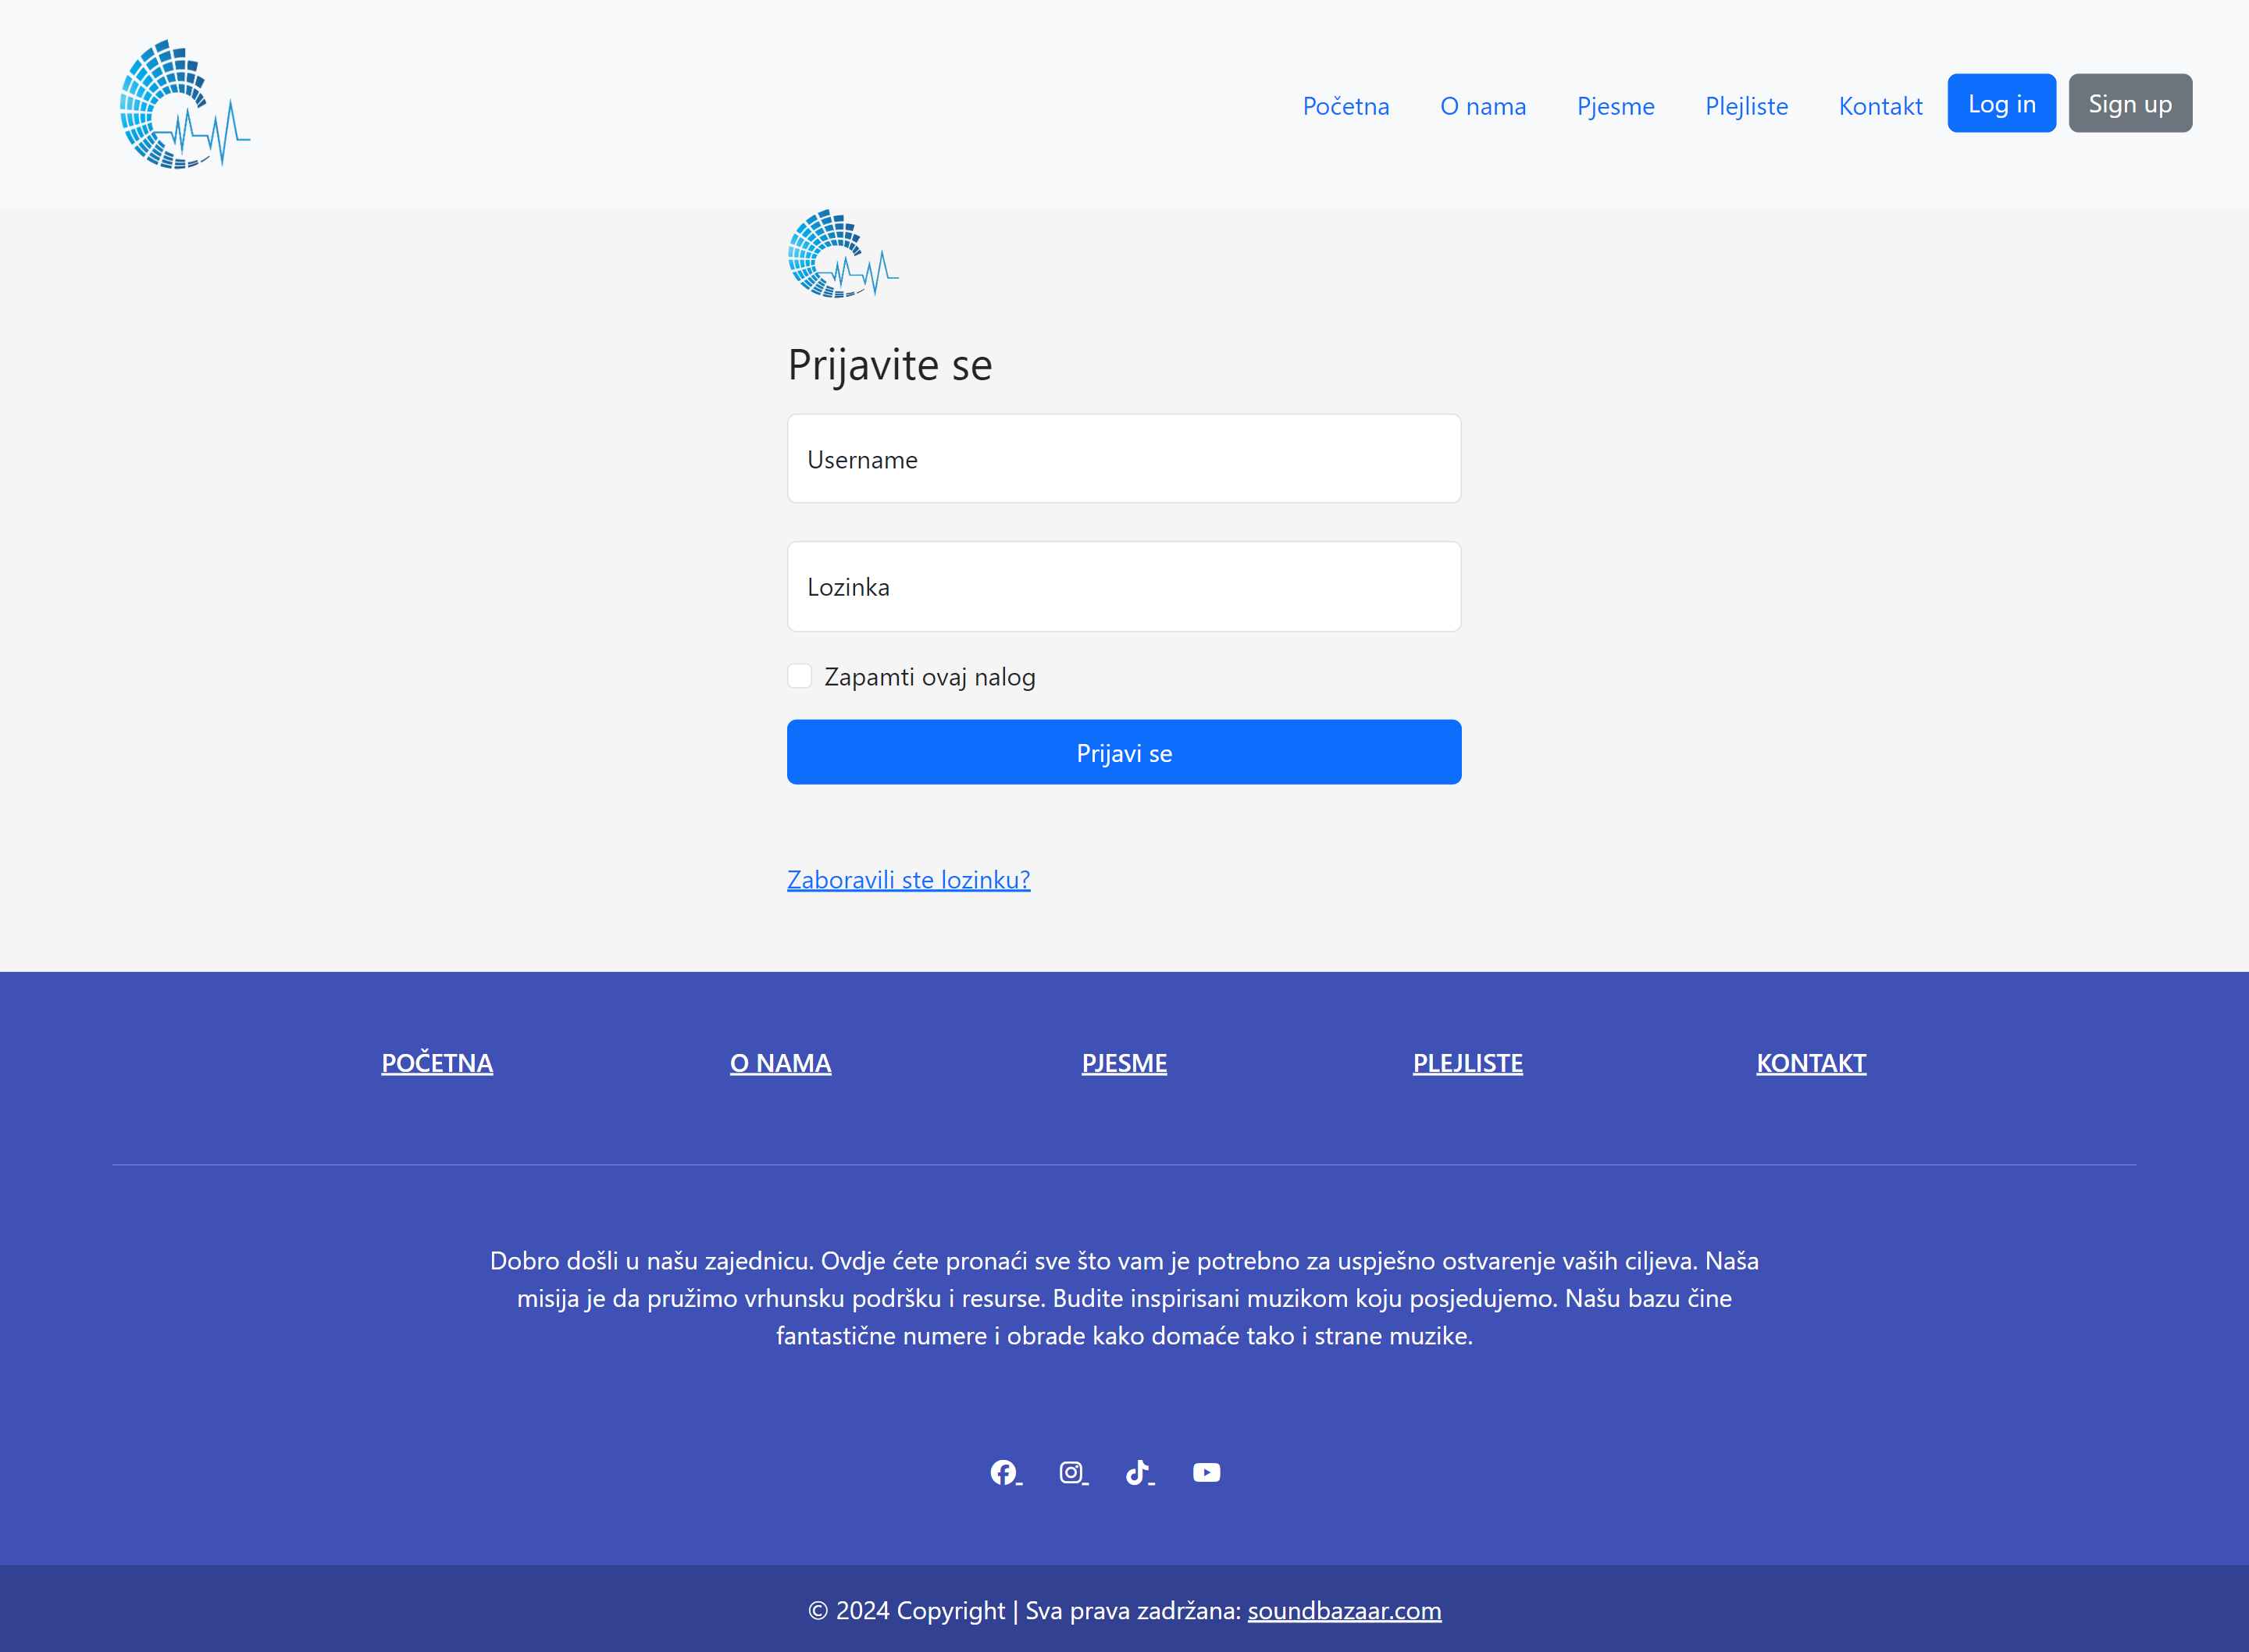 Početna
O nama
Pjesme
Plejliste
Kontakt
Log in
Sign up
Prijavite se
Username
Lozinka
Zapamti ovaj nalog
Prijavi se
Zaboravili ste lozinku?
POČETNA
O NAMA
PJESME
PLEJLISTE
KONTAKT
Dobro došli u našu zajednicu. Ovdje ćete pronaći sve što vam je potrebno za uspješno ostvarenje vaših ciljeva. Naša
misija je da pružimo vrhunsku podršku i resurse. Budite inspirisani muzikom koju posjedujemo. Našu bazu čine
fantastične numere i obrade kako domaće tako i strane muzike.
© 2024 Copyright | Sva prava zadržana: soundbazaar.com